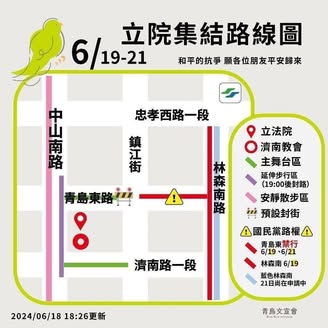 立院集結路線圖
6/19-21
和平的抗爭 願各位朋友平安歸來
忠孝西路一段
中山南路
鎮江街
林森南路
青島東路
濟南路一段
立法院
濟南教會
主舞台區
延伸步行區
(19:00後封路)
安靜散步區
預設封街
國民黨路權
青島東禁行
6/19、6/21
林森南 6/19
藍色林森南
21日尚在申請中
2024/06/18 18:26更新
青鳥文宣會